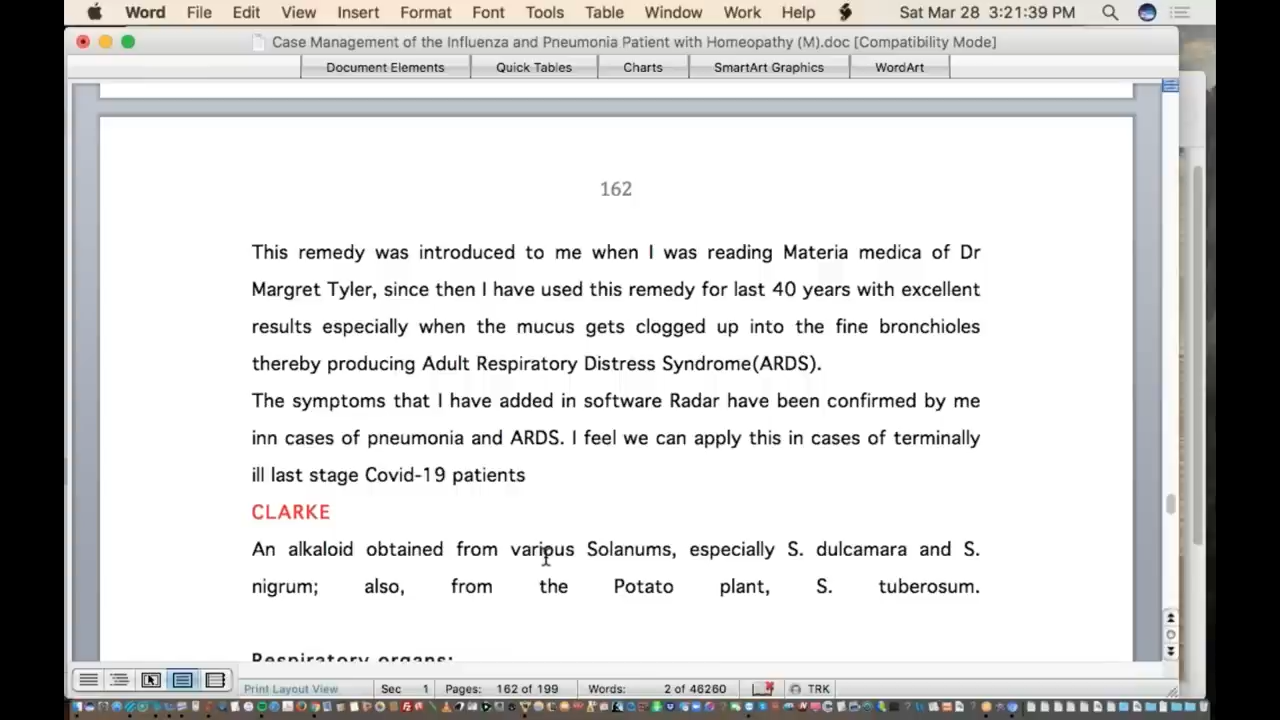 Word File Edit View Insert Format Font Tools Table Window Work Help Sat Mar 28 3:21:39 PM
Case Management of the Influenza and Pneumonia Patient with Homeopathy (M).doc [Compatibility Mode]
Document Elements Quick Tables Charts SmartArt Graphics WordArt
162
This remedy was introduced to me when I was reading Materia medica of Dr
Margret Tyler, since then I have used this remedy for last 40 years with excellent
results especially when the mucus gets clogged up into the fine bronchioles
thereby producing Adult Respiratory Distress Syndrome(ARDS).
The symptoms that I have added in software Radar have been confirmed by me
inn cases of pneumonia and ARDS. I feel we can apply this in cases of terminally
ill last stage Covid-19 patients
CLARKE
An alkaloid obtained from various Solanums, especially S. dulcamara and S.
nigrum; also, from the Potato plant, S. tuberosum.
Respiratory organs:
Print Layout View Sec 1 Pages: 162 of 199 Words: 2 of 46260 TRK